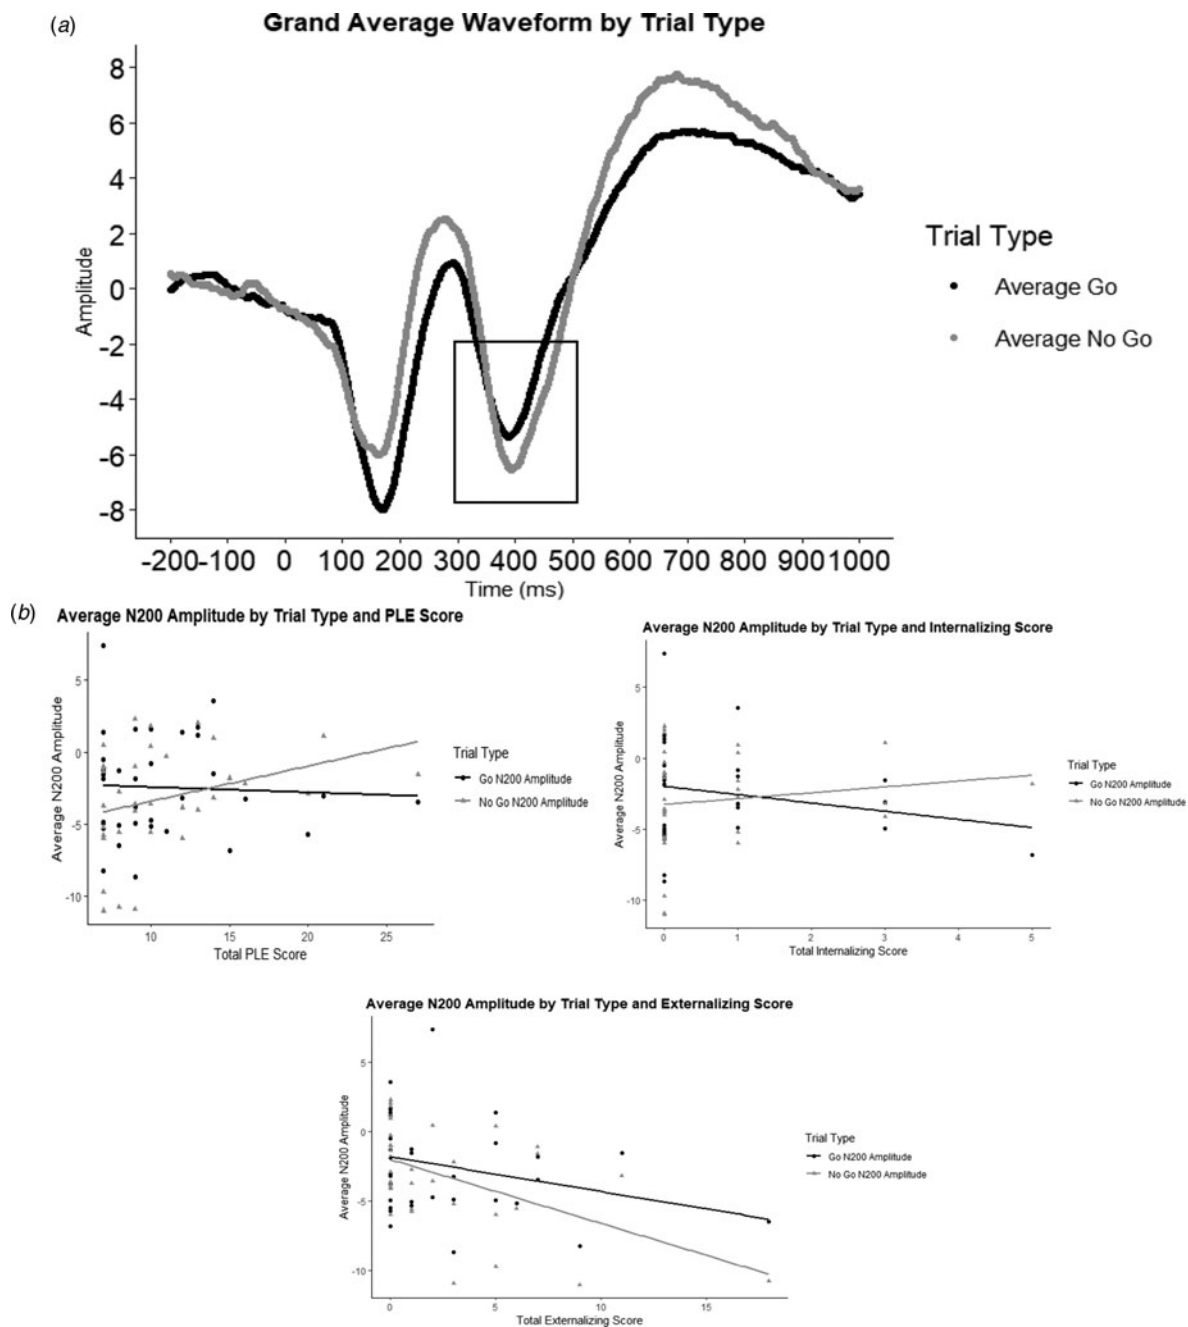 (a)
Grand Average Waveform by Trial Type
8
6
4
2
0
-2
-4
-6
-8
Amplitude
-200 -100 0 100 200 300 400 500 600 700 800 900 1000
Time (ms)
Trial Type
Average Go
Average No Go
(b)
Average N200 Amplitude by Trial Type and PLE Score
5
0
-5
-10
Average N200 Amplitude
10 15 20 25
Total PLE Score
Trial Type
Go N200 Amplitude
No Go N200 Amplitude
Average N200 Amplitude by Trial Type and Internalizing Score
5
0
-5
-10
Average N200 Amplitude
0 1 2 3 4 5
Total Internalizing Score
Trial Type
Go N200 Amplitude
No Go N200 Amplitude
Average N200 Amplitude by Trial Type and Externalizing Score
5
0
-5
-10
Average N200 Amplitude
0 5 10 15
Total Externalizing Score
Trial Type
Go N200 Amplitude
No Go N200 Amplitude